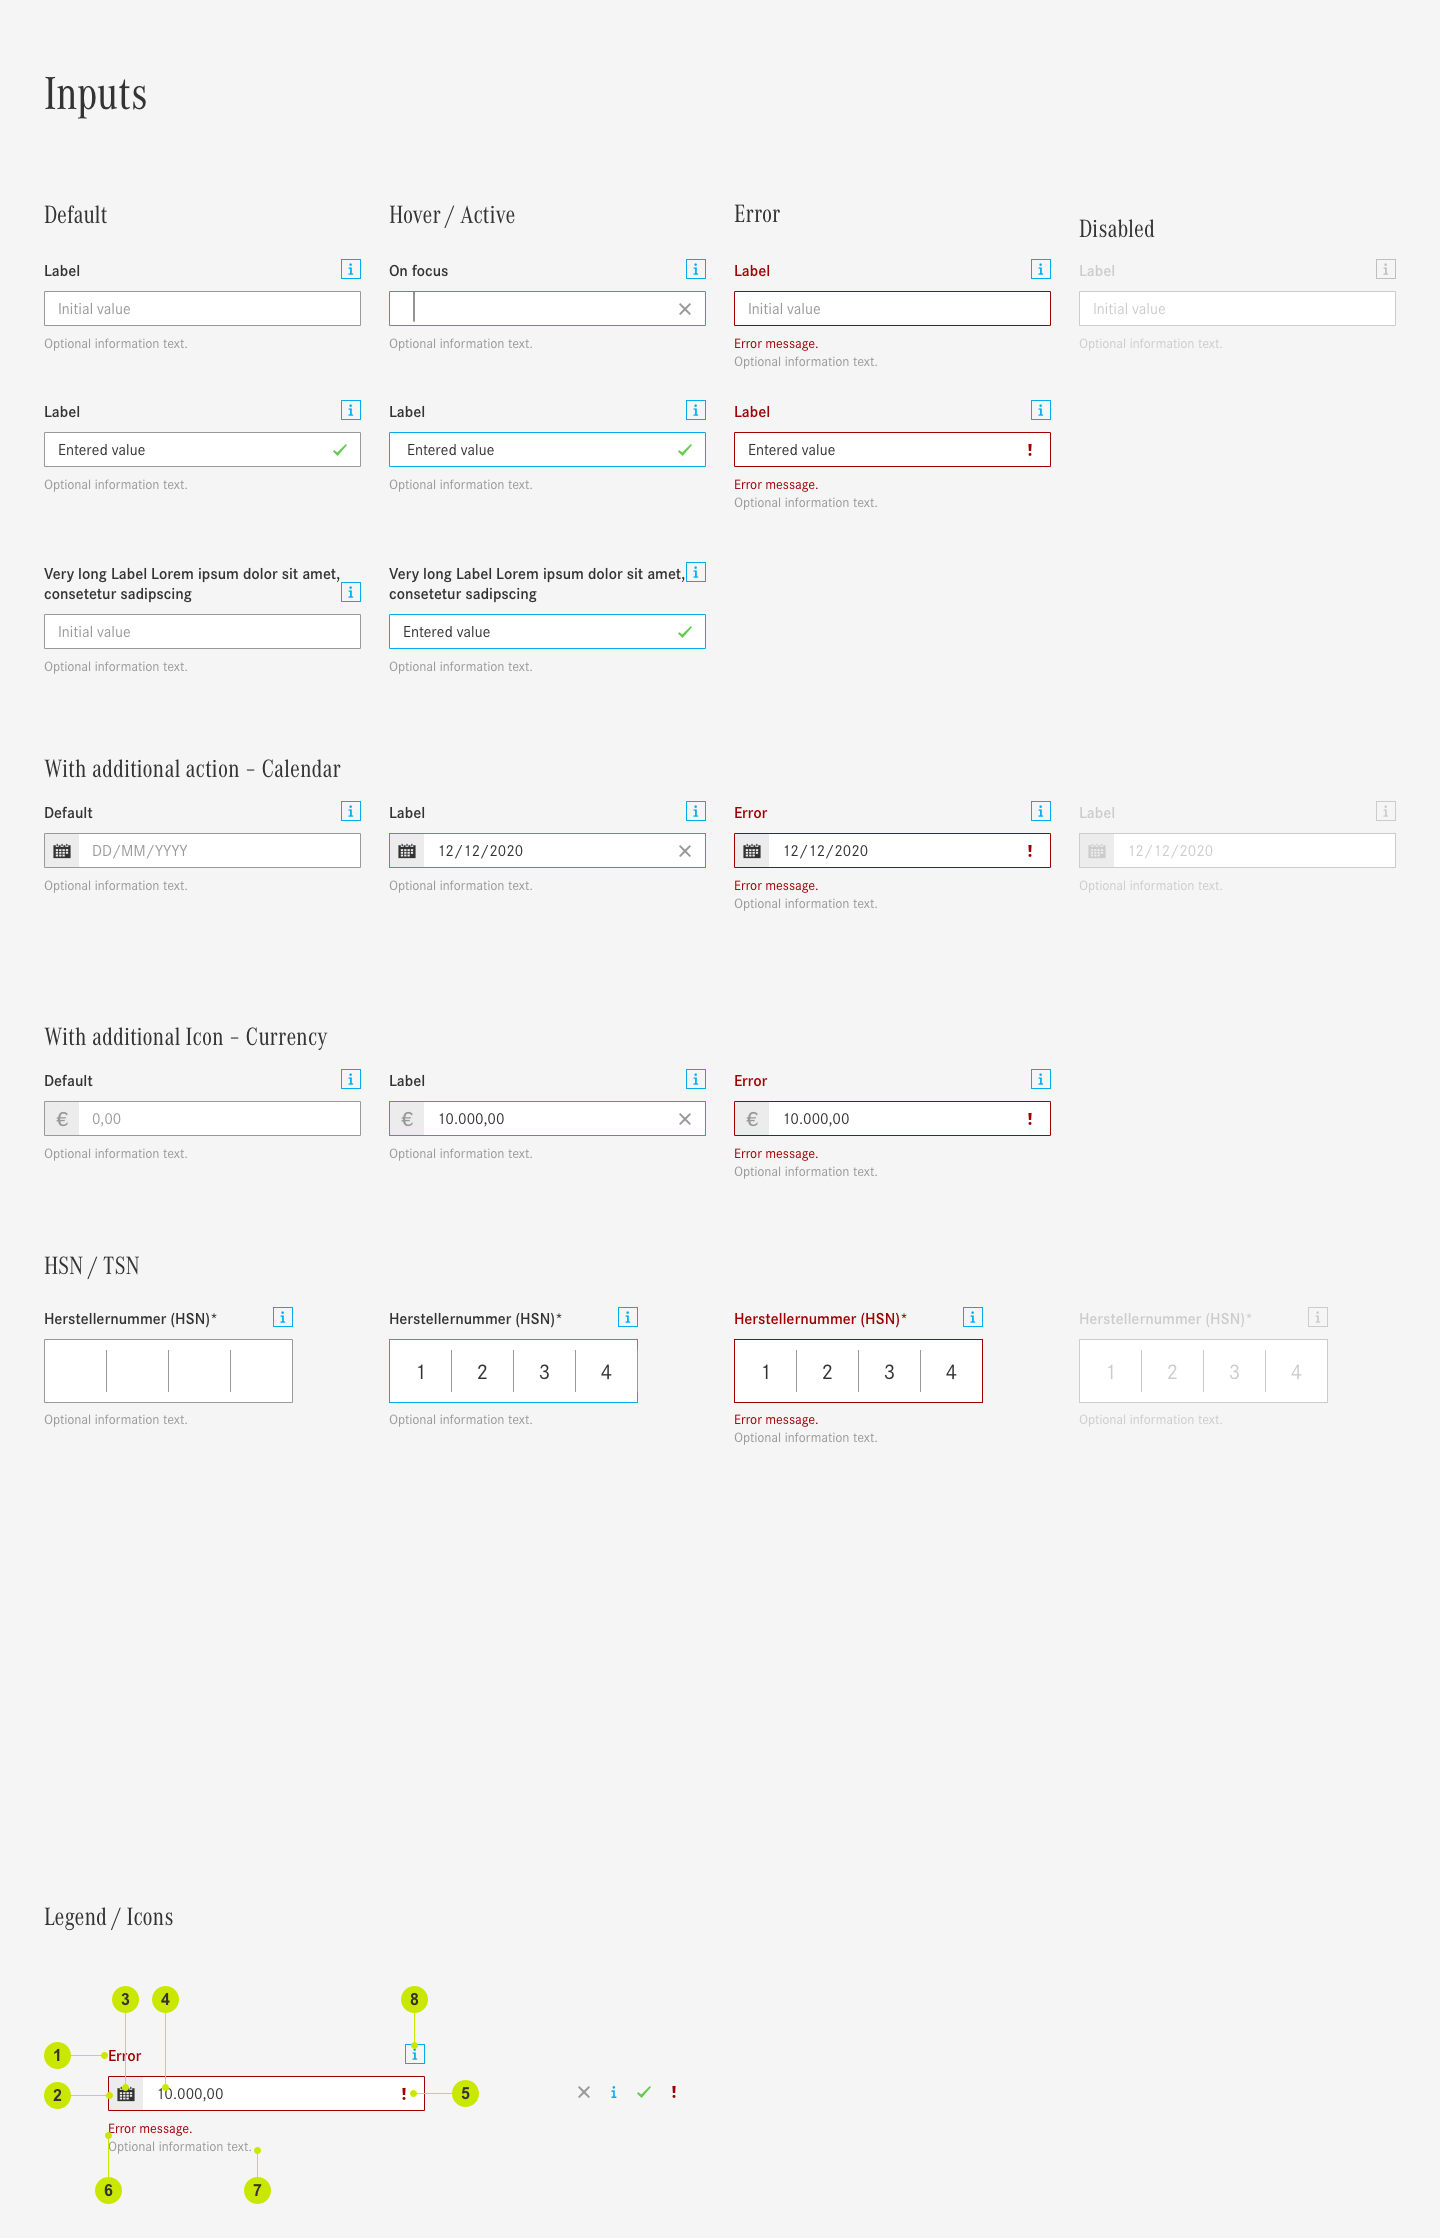 Inputs
Default
Hover / Active
Error
Disabled
Label
On focus
Label
Label
Initial value
Initial value
Initial value
Optional information text.
Optional information text.
Error message.
Optional information text.
Optional information text.
Label
Label
Label
Entered value
Entered value
Entered value
Optional information text.
Optional information text.
Error message.
Optional information text.
Very long Label Lorem ipsum dolor sit amet,
consetetur sadipscing
Very long Label Lorem ipsum dolor sit amet,
consetetur sadipscing
Initial value
Entered value
Optional information text.
Optional information text.
With additional action - Calendar
Default
Label
Error
Label
DD/MM/YYYY
12/12/2020
12/12/2020
12/12/2020
Optional information text.
Optional information text.
Error message.
Optional information text.
Optional information text.
With additional Icon - Currency
Default
Label
Error
€ 0,00
€ 10.000,00
€ 10.000,00
Optional information text.
Optional information text.
Error message.
Optional information text.
HSN / TSN
Herstellernummer (HSN)*
Herstellernummer (HSN)*
Herstellernummer (HSN)*
Herstellernummer (HSN)*
1 2 3 4
1 2 3 4
1 2 3 4
Optional information text.
Optional information text.
Error message.
Optional information text.
Optional information text.
Legend / Icons
3 4 8
1 Error
2 10.000,00 ! 5
Error message.
Optional information text.
6 7